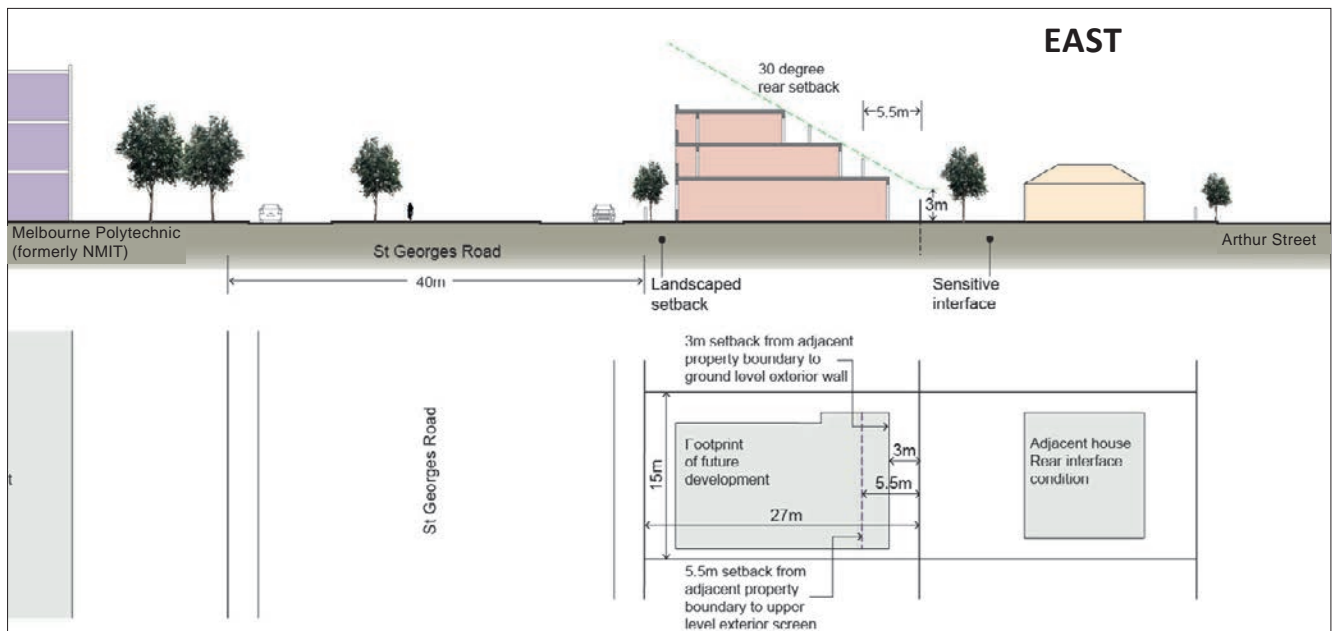 EAST
30 degree
rear setback
5.5m
3m
Melbourne Polytechnic
(formerly NMIT)
St Georges Road
Arthur Street
40m
Landscaped
setback
Sensitive
interface
3m setback from adjacent
property boundary to
ground level exterior wall
St Georges Road
15m
Footprint
of future
development
3m
5.5m
27m
Adjacent house
Rear interface
condition
t
5.5m setback from
adjacent property
boundary to upper
level exterior screen